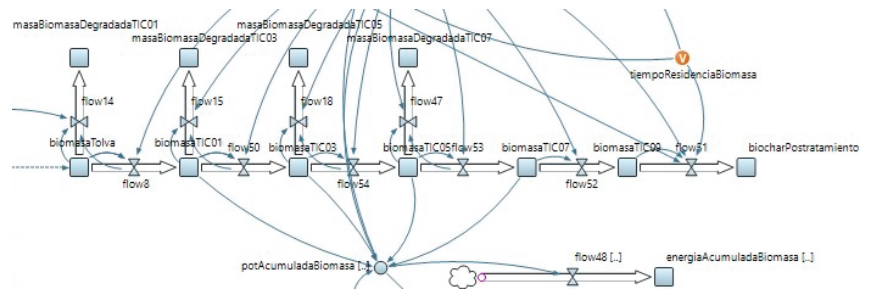 masaBiomasaDegradadaTIC01
masaBiomasaDegradadaTIC05
masaBiomasaDegradadaTIC03
masaBiomasaDegradadaTIC07
V
tiempoResidenciaBiomasa
flow14
flow15
flow18
flow47
biomasaTolva
biomasaTIC01
flow50
biomasaTIC03
biomasaTIC05
flow53
biomasaTIC07
biomasaTIC09
flow51
biocharPostratamiento
flow8
flow54
flow52
potAcumuladaBiomasa [..]
flow48 [..]
energiaAcumuladaBiomasa [..]